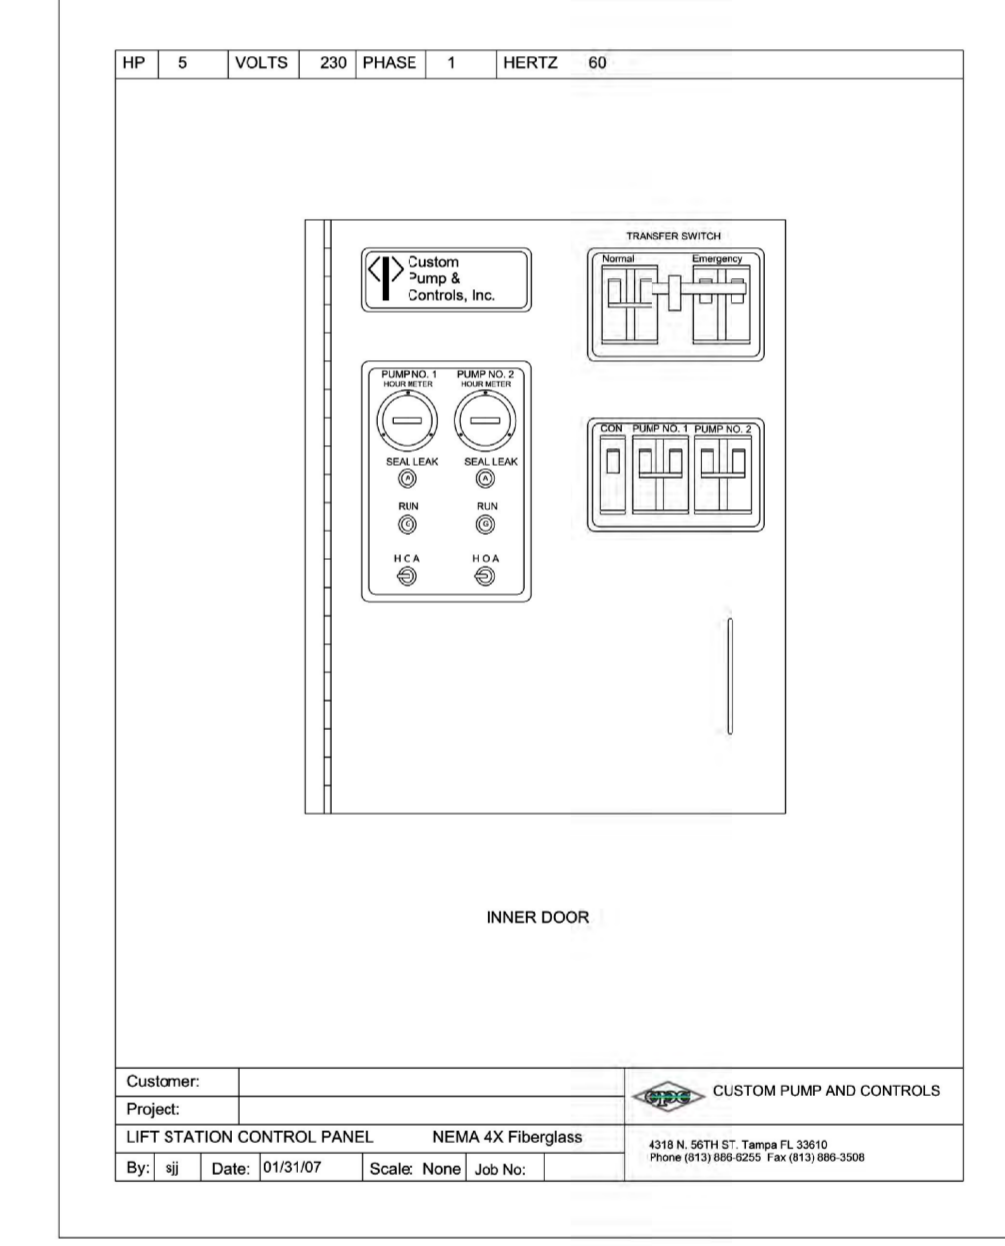 HP 5 VOLTS 230 PHASE 1 HERTZ 60
TRANSFER SWITCH
Normal Emergency
Custom
Pump &
Controls, Inc.
PUMP NO. 1 PUMP NO. 2
HOUR METER HOUR METER
SEAL LEAK SEAL LEAK
A A
RUN RUN
C G
H C A H O A
CON PUMP NO. 1 PUMP NO. 2
INNER DOOR
Customer:
Project:
LIFT STATION CONTROL PANEL NEMA 4X Fiberglass
By: sjj Date: 01/31/07 Scale: None Job No:
cpc CUSTOM PUMP AND CONTROLS
4318 N. 56TH ST. Tampa FL 33610
Phone (813) 886-6255 Fax (813) 886-3508